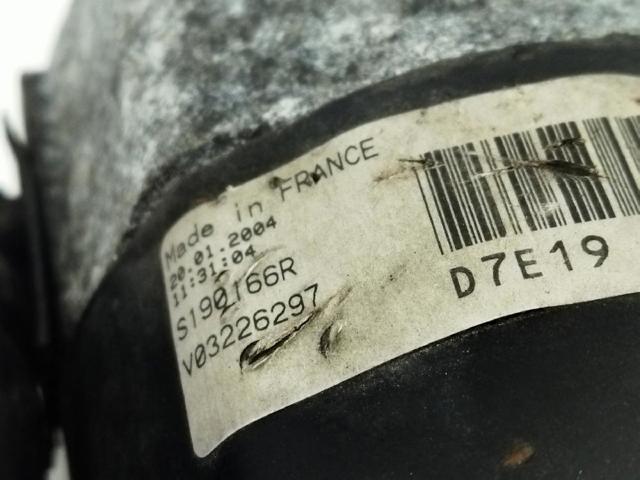 Made in FRANCE
20.01.2004
11:31:04
S190166R
V03226297
D7E19